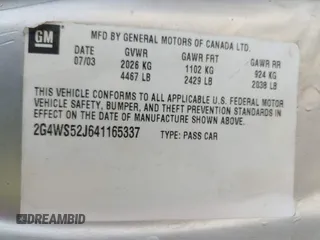 GM
MFD BY GENERAL MOTORS OF CANADA LTD.
DATE GVWR GAWR FRT GAWR RR
07/03 2026 KG 1102 KG 924 KG
4467 LB 2429 LB 2038 LB
THIS VEHICLE CONFORMS TO ALL APPLICABLE U.S. FEDERAL MOTOR
VEHICLE SAFETY, BUMPER, AND THEFT PREVENTION STANDARDS IN
EFFECT ON THE DATE OF MANUFACTURE SHOWN ABOVE.
2G4WS52J641165337 TYPE: PASS CAR
DREAMBID